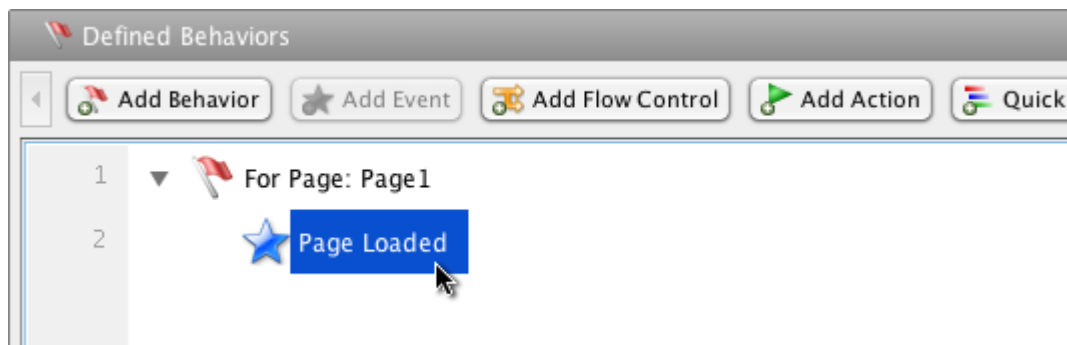 Defined Behaviors
Add Behavior Add Event Add Flow Control Add Action Quick
1 For Page: Page1
2 Page Loaded